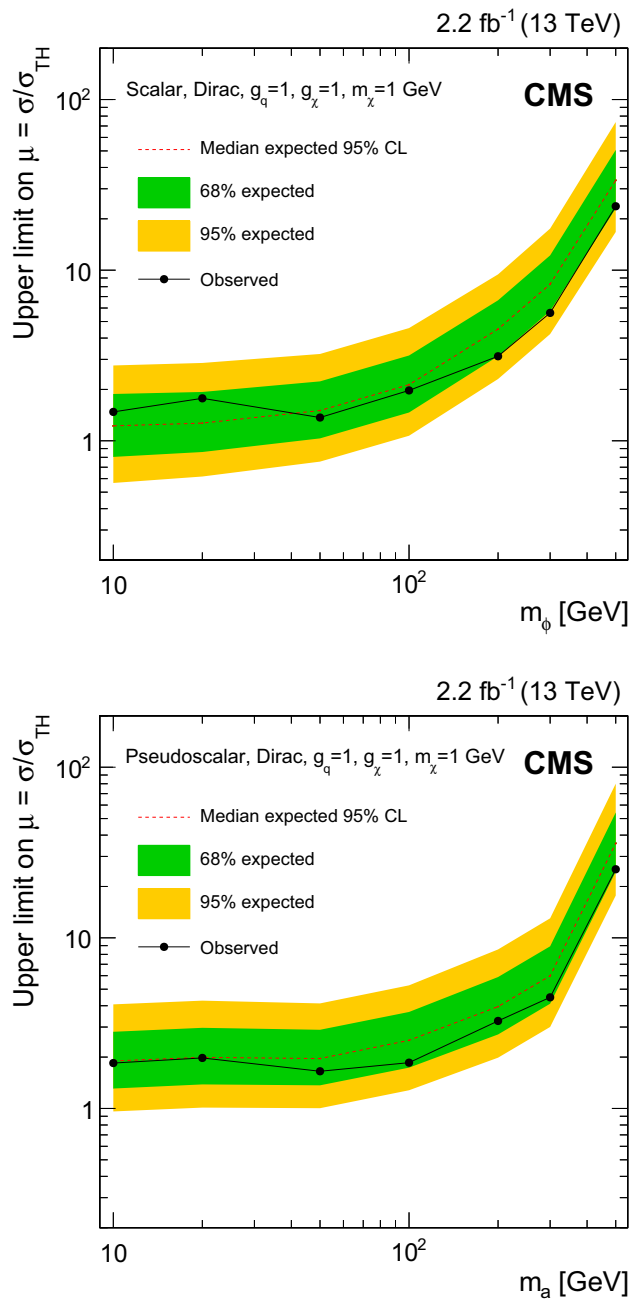 2.2 fb⁻¹ (13 TeV)
Upper limit on μ = σ/σ_TH
Scalar, Dirac, g_q=1, g_χ=1, m_χ=1 GeV
CMS
Median expected 95% CL
68% expected
95% expected
Observed
10²
10
1
10
10²
m_ϕ [GeV]
2.2 fb⁻¹ (13 TeV)
Upper limit on μ = σ/σ_TH
Pseudoscalar, Dirac, g_q=1, g_χ=1, m_χ=1 GeV
CMS
Median expected 95% CL
68% expected
95% expected
Observed
10²
10
1
10
10²
m_a [GeV]